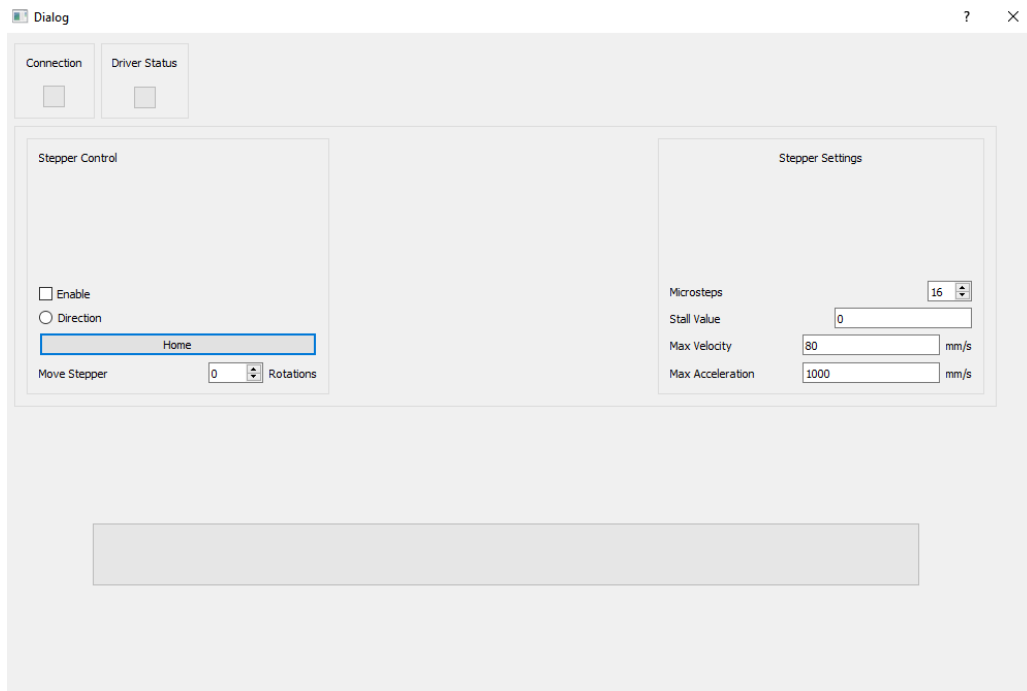 Dialog ?
Connection Driver Status
Stepper Control
Stepper Settings
Enable
Direction
Home
Move Stepper 0 Rotations
Microsteps 16
Stall Value 0
Max Velocity 80 mm/s
Max Acceleration 1000 mm/s